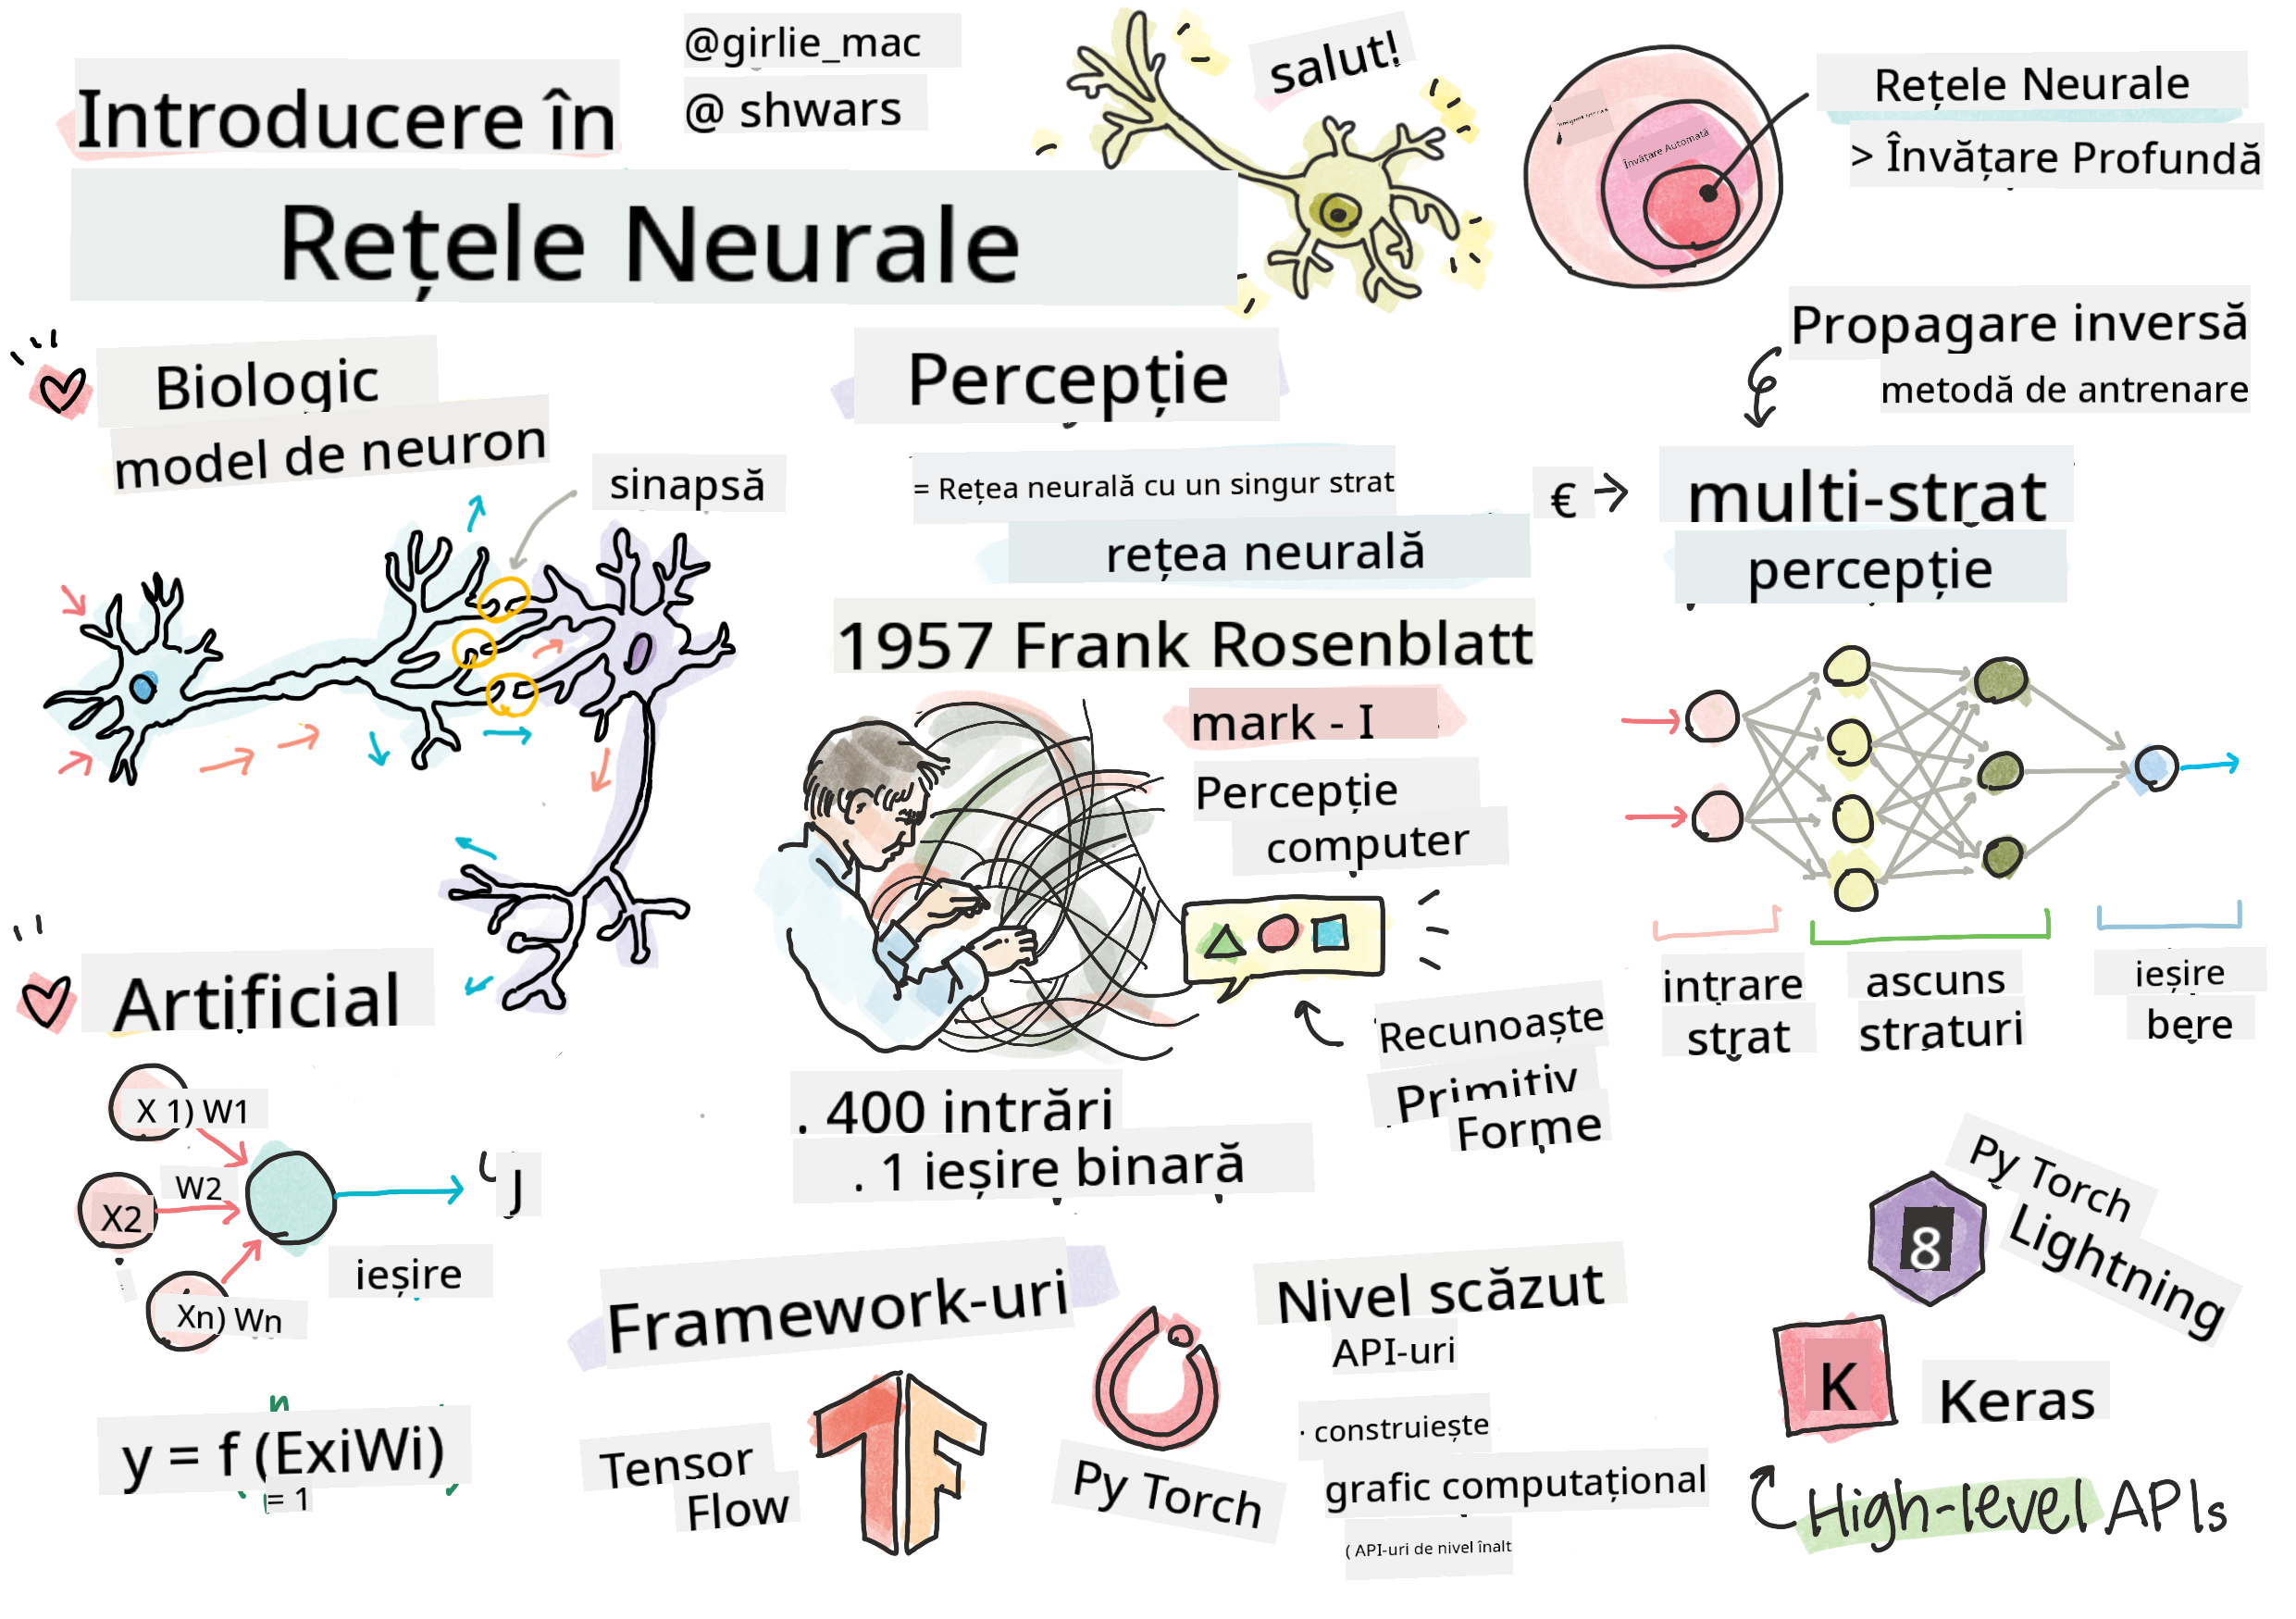 Introducere în
Rețele Neurale
@girlie_mac
@ shwars
salut!
Învățare Automată
Rețele Neurale
> Învățare Profundă
Biologic
model de neuron
sinapsă
Percepție
= Rețea neurală cu un singur strat
rețea neurală
1957 Frank Rosenblatt
mark - I
Percepție
computer
Recunoaște
Primitiv
Forme
. 400 intrări
. 1 ieșire binară
Propagare inversă
metodă de antrenare
€
multi-strat
percepție
intrare
strat
ascuns
straturi
ieșire
bere
Artificial
X 1) W1
W2
X2
Xn) Wn
J
ieșire
n
y = f (ExiWi)
= 1
Framework-uri
Tensor
Flow
TF
Py Torch
Nivel scăzut
API-uri
· construiește
grafic computațional
( API-uri de nivel înalt
8
Py Torch
Lightning
K
Keras
High-level APIs